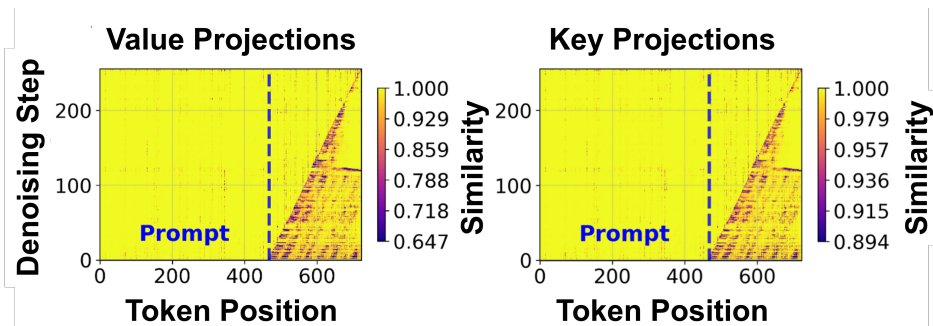 Value Projections
Denoising Step
200
100
0
Prompt
0
200
400
600
Token Position
1.000
0.929
0.859
0.788
0.718
0.647
Similarity
Key Projections
200
100
0
Prompt
0
200
400
600
Token Position
1.000
0.979
0.957
0.936
0.915
0.894
Similarity